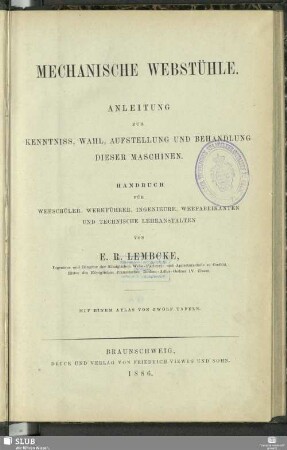 MECHANISCHE WEBSTÜHLE.
ANLEITUNG
ZUR
KENNTNISS, WAHL, AUFSTELLUNG UND BEHANDLUNG
DIESER MASCHINEN.
HANDBUCH
FÜR
WEBSCHÜLER, WERKFÜHRER, INGENIEURE, WEBFABRIKANTEN
UND TECHNISCHE LEHRANSTALTEN
VON
E. R. LEMBCKE,
MIT EINEM ATLAS VON ZWÖLF TAFELN.
BRAUNSCHWEIG,
DRUCK UND VERLAG VON FRIEDRICH VIEWEG UND SOHN.
1886.
SLUB